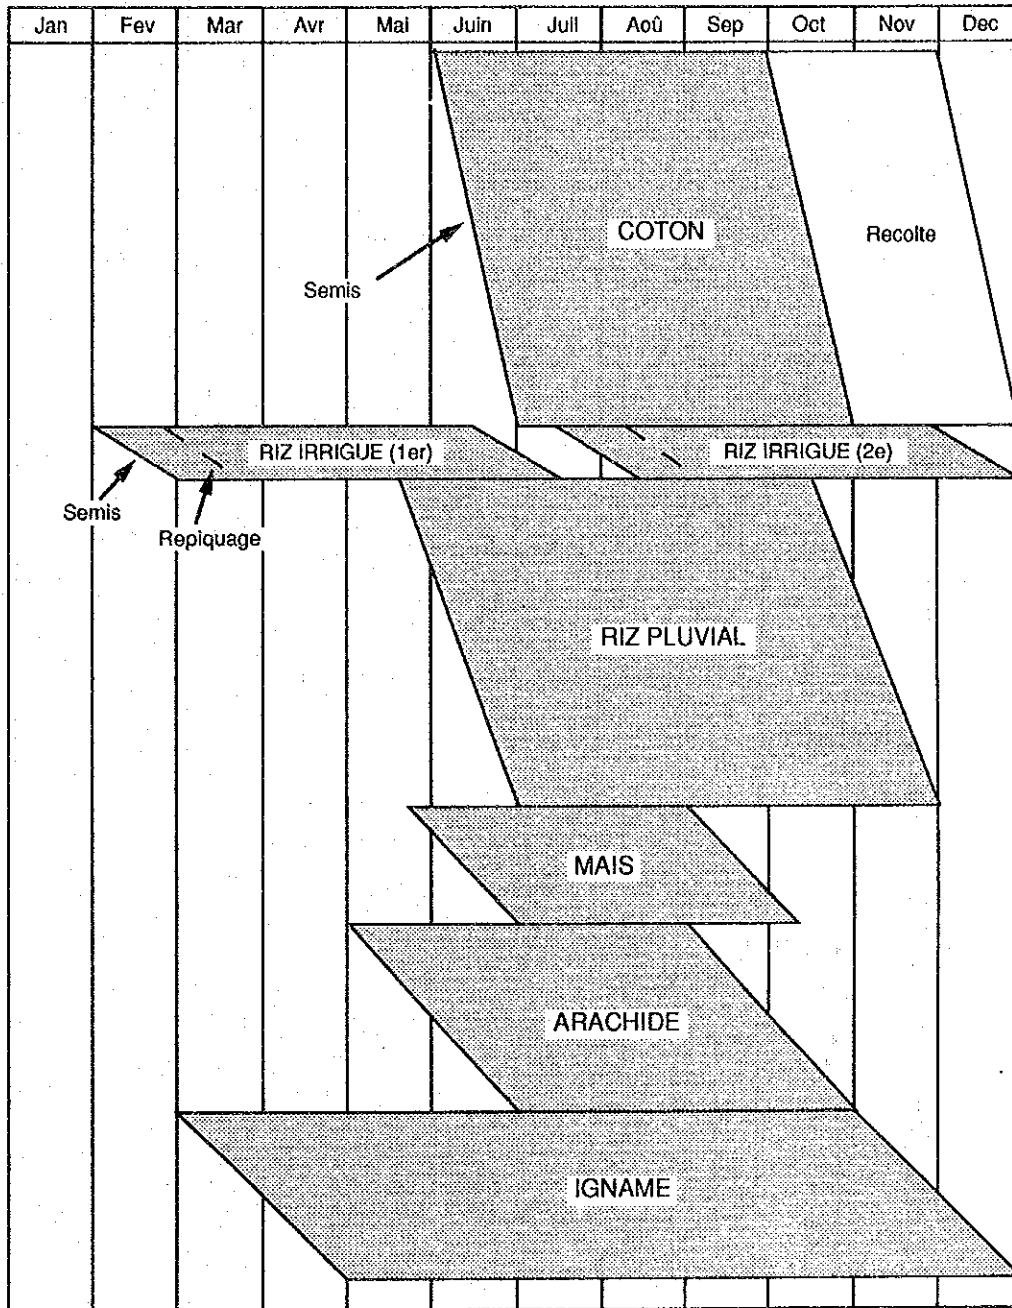 Jan Fev Mar Avr Mai Juin Juil Aoû Sep Oct Nov Dec
COTON
Recolte
Semis
RIZ IRRIGUE (1er)
RIZ IRRIGUE (2e)
Semis
Repiquage
RIZ PLUVIAL
MAIS
ARACHIDE
IGNAME